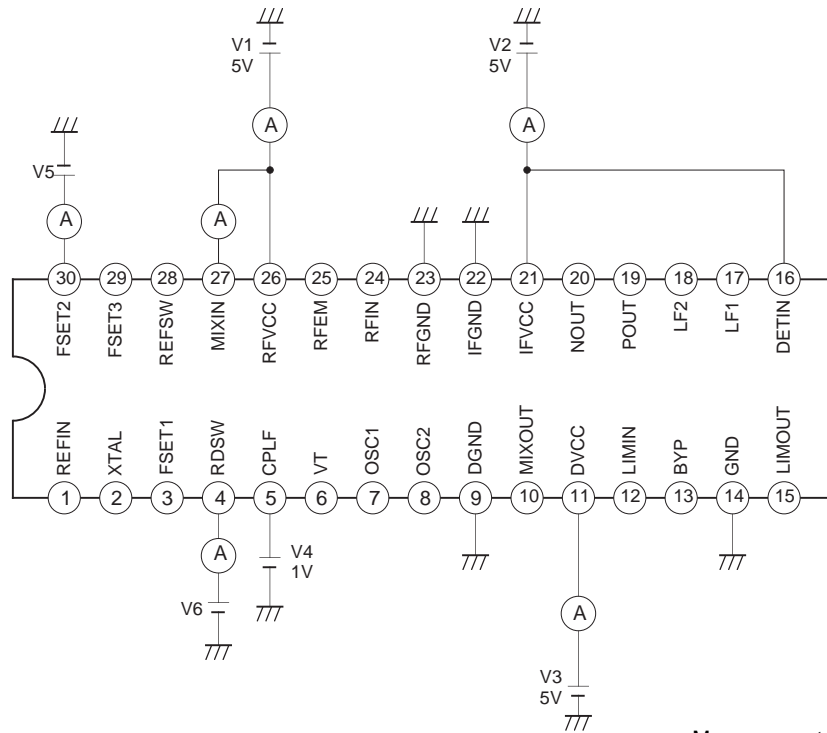 V1
5V
V2
5V
A
A
V5
A
A
30
29
28
27
26
25
24
23
22
21
20
19
18
17
16
FSET2
FSET3
REFSW
MIXIN
RFVCC
RFEM
RFIN
RFGND
IFGND
IFVCC
NOUT
POUT
LF2
LF1
DETIN
REFIN
XTAL
FSET1
RDSW
CPLF
VT
OSC1
OSC2
DGND
MIXOUT
DVCC
LIMIN
BYP
GND
LIMOUT
1
2
3
4
5
6
7
8
9
10
11
12
13
14
15
A
V4
1V
V6
A
V3
5V